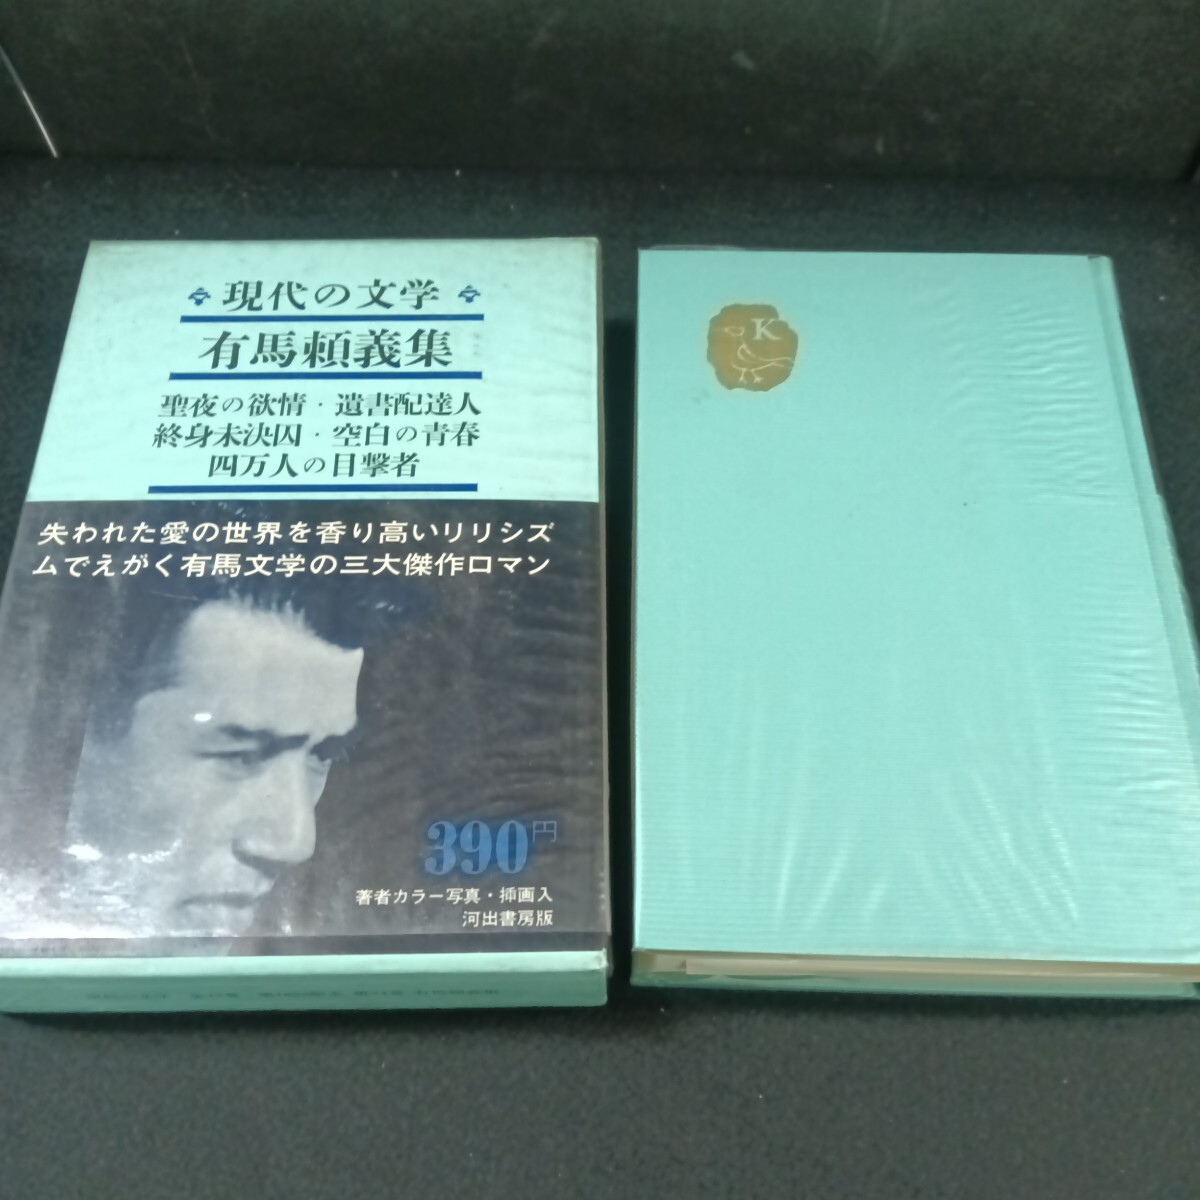 現代の文学
有馬頼義集
聖夜の欲情・遺書配達人
終身未決囚・空白の青春
四万人の目撃者
失われた愛の世界を香り高いリリシズ
ムでえがく有馬文学の三大傑作ロマン
390円
著者カラー写真・挿画入
河出書房版
K